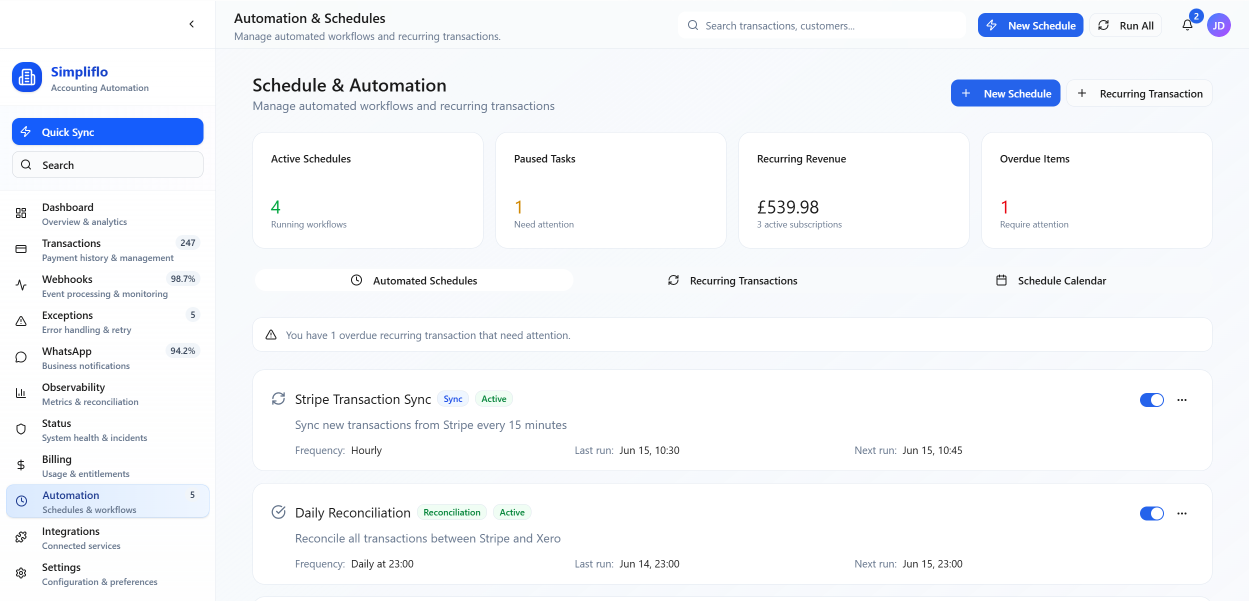 Simpliflo
Accounting Automation
Quick Sync
Search
Dashboard
Overview & analytics
Transactions 247
Payment history & management
Webhooks 98.7%
Event processing & monitoring
Exceptions 5
Error handling & retry
WhatsApp 94.2%
Business notifications
Observability
Metrics & reconciliation
Status
System health & incidents
Billing
Usage & entitlements
Automation 5
Schedules & workflows
Integrations
Connected services
Settings
Configuration & preferences
Automation & Schedules
Manage automated workflows and recurring transactions.
Search transactions, customers...
New Schedule
Run All
2
JD
Schedule & Automation
Manage automated workflows and recurring transactions
New Schedule
Recurring Transaction
Active Schedules
4
Running workflows
Paused Tasks
1
Need attention
Recurring Revenue
£539.98
3 active subscriptions
Overdue Items
1
Require attention
Automated Schedules
Recurring Transactions
Schedule Calendar
You have 1 overdue recurring transaction that need attention.
Stripe Transaction Sync Sync Active
Sync new transactions from Stripe every 15 minutes
Frequency: Hourly Last run: Jun 15, 10:30 Next run: Jun 15, 10:45
Daily Reconciliation Reconciliation Active
Reconcile all transactions between Stripe and Xero
Frequency: Daily at 23:00 Last run: Jun 14, 23:00 Next run: Jun 15, 23:00